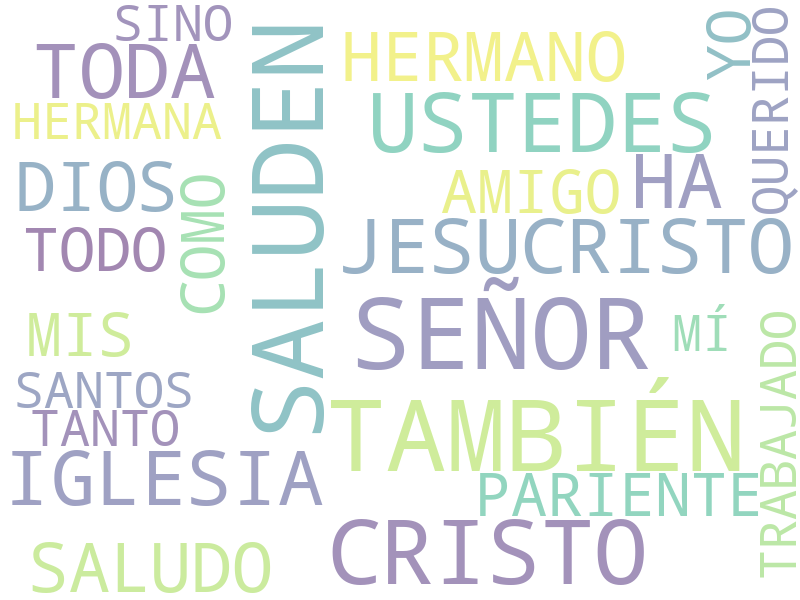 SINO
TODA
HERMANA
DIOS
COMO
TODO
MIS
SANTOS
TANTO
IGLESIA
SALUDO
SALUDEN
HERMANO
YO
QUERIDO
USTEDES
HA
AMIGO
JESUCRISTO
SEÑOR
MÍ
TRABAJADO
TAMBIÉN
PARIENTE
CRISTO